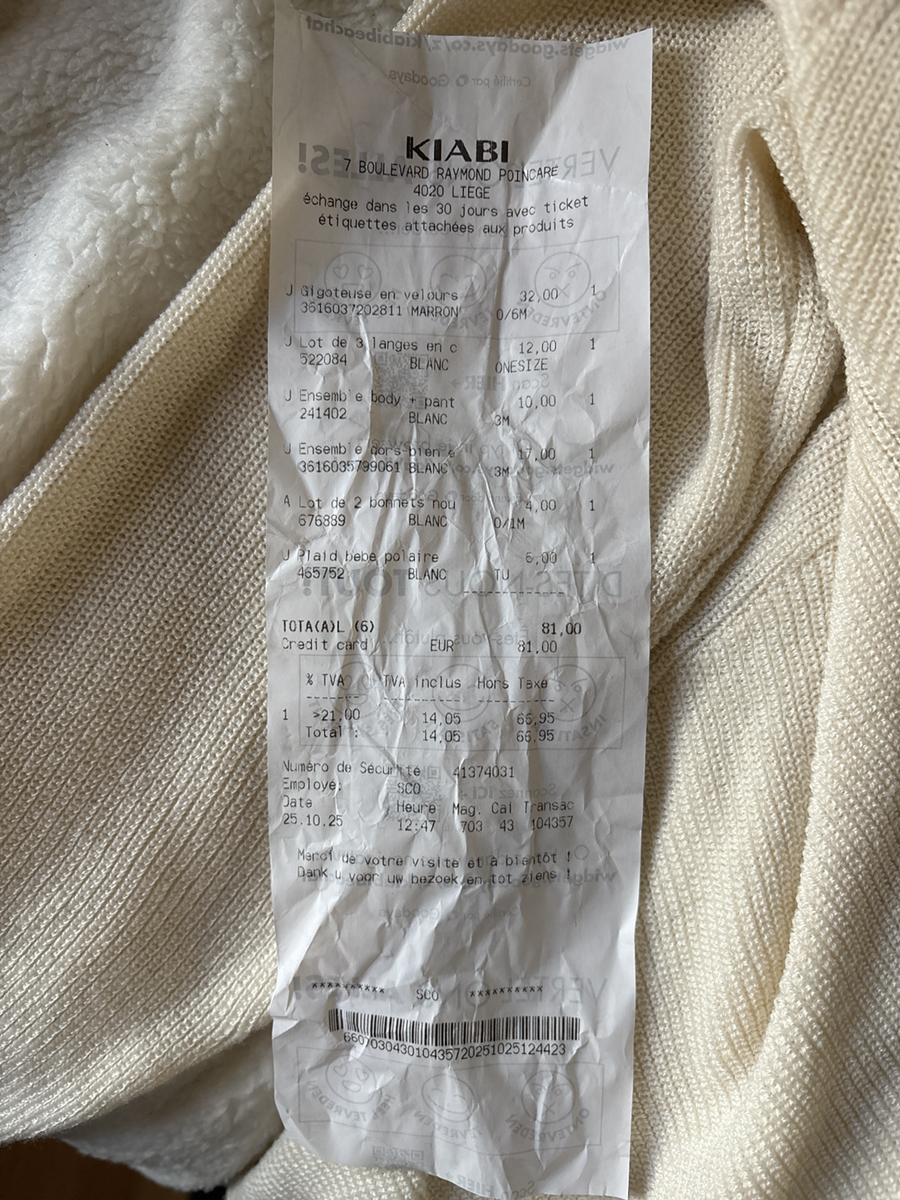 KIABI
7 BOULEVARD RAYMOND POINCARE
4020 LIEGE
échange dans les 30 jours avec ticket
étiquettes attachées aux produits
J Gigoteuse en velours 32,00 1
3616037202811 MARRON 0/6M
J Lot de 3 langes en c 12,00 1
522084 BLANC ONESIZE
J Ensemble body + pant 10,00 1
241402 BLANC 3M
J Ensemble hors-bien e 17,00 1
3616035799061 BLANC 3M
A Lot de 2 bonnets nou 4,00 1
676889 BLANC 0/1M
J Plaid bebe polaire 6,00 1
465752 BLANC TU
--------------
TOTA(A)L (6) 81,00
Credit card EUR 81,00
% TVA TVA inclus Hors Taxe
1 >21,00 14,05 66,95
Total : 14,05 66,95
Numéro de Sécurité 41374031
Employé: SCO
Date Heure Mag. Cai Transac
25.10.25 12:47 703 43 104357
Merci de votre visite et à bientôt !
Dank u voor uw bezoek en tot ziens !
********** SCO **********
660703043010435720251025124423